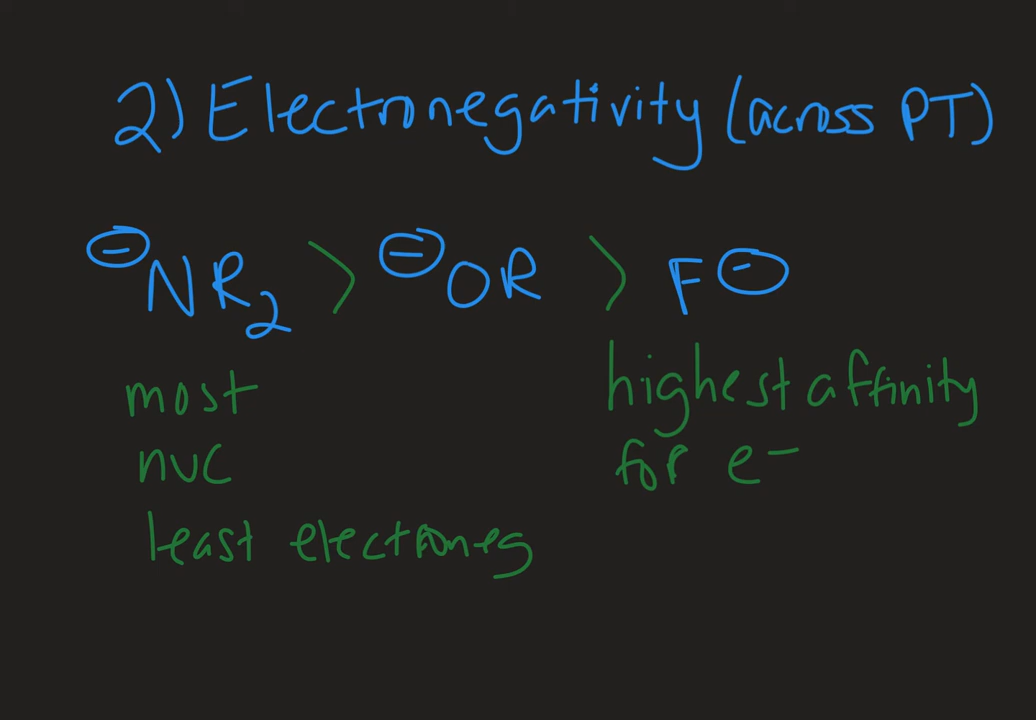 2) Electronegativity (across PT)
⊖NR₂ > ⊖OR > F⊖
most
nuc
least electroneg
highest affinity
for e⁻